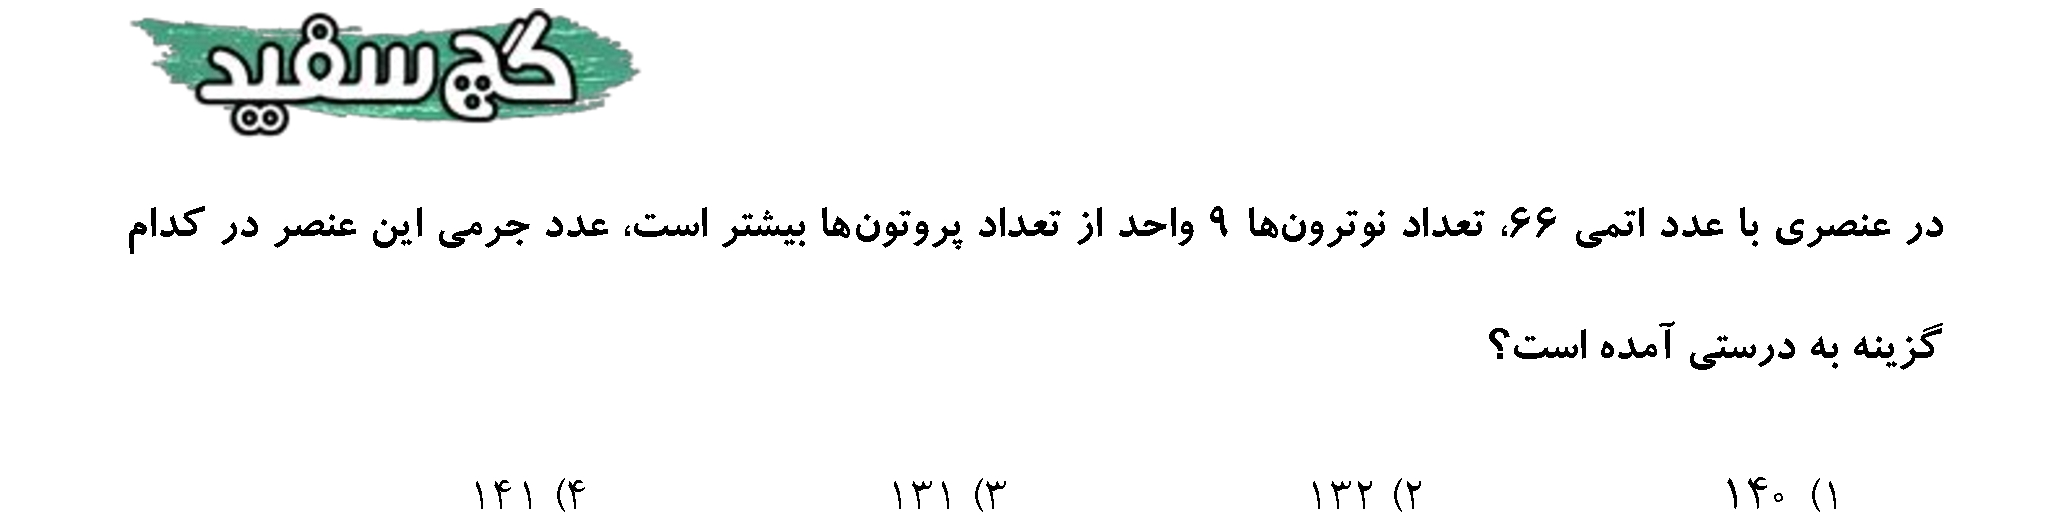 گچ سفید
در عنصری با عدد اتمی ۶۶، تعداد نوترون‌ها ۹ واحد از تعداد پروتون‌ها بیشتر است، عدد جرمی این عنصر در کدام
گزینه به درستی آمده است؟
۱) ۱۴۰ ۲) ۱۳۲ ۳) ۱۳۱ ۴) ۱۴۱